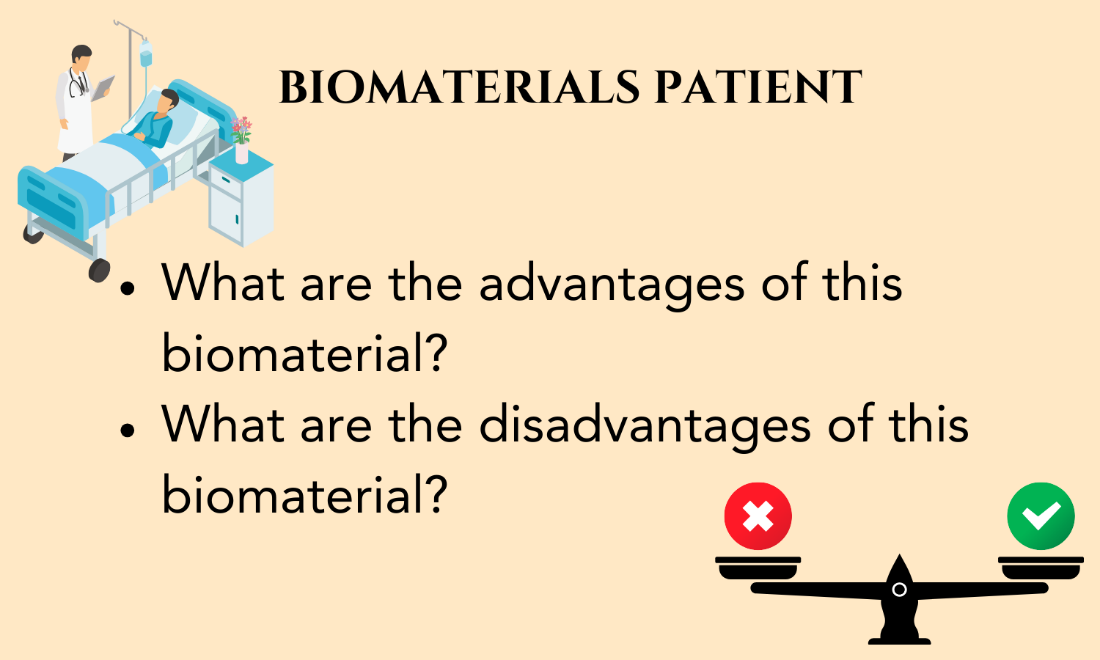 BIOMATERIALS PATIENT
• What are the advantages of this
biomaterial?
• What are the disadvantages of this
biomaterial?